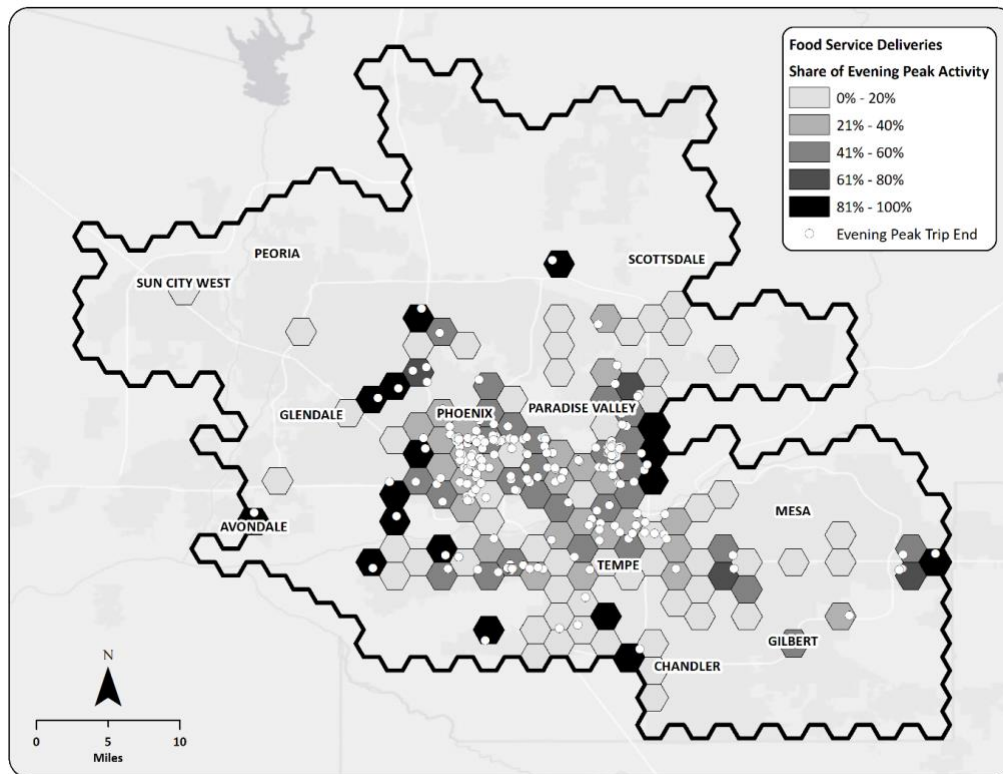 Food Service Deliveries
Share of Evening Peak Activity
0% - 20%
21% - 40%
41% - 60%
61% - 80%
81% - 100%
Evening Peak Trip End
PEORIA
SCOTTSDALE
SUN CITY WEST
GLENDALE
PHOENIX
PARADISE VALLEY
AVONDALE
MESA
TEMPE
GILBERT
CHANDLER
N
0 5 10
Miles